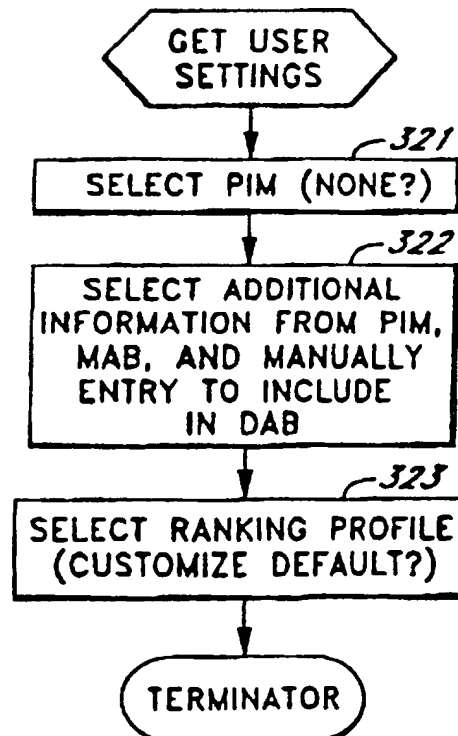 GET USER
SETTINGS
321
SELECT PIM (NONE?)
322
SELECT ADDITIONAL
INFORMATION FROM PIM,
MAB, AND MANUALLY
ENTRY TO INCLUDE
IN DAB
323
SELECT RANKING PROFILE
(CUSTOMIZE DEFAULT?)
TERMINATOR